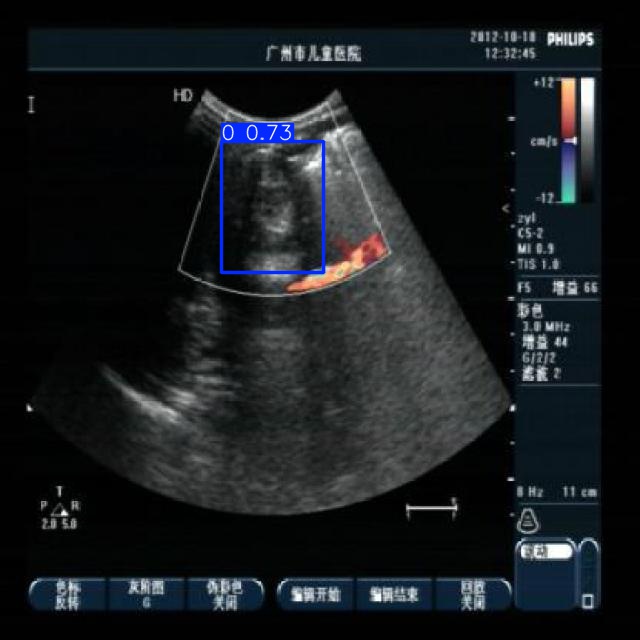 2012-10-18 PHILIPS
广州市儿童医院
12:32:45
HD
0 0.73
+12
cm/s
-12
zyl
C5-2
MI 0.9
TIS 1.0
F5 增益 66
彩色
3.0 MHz
增益 44
G/2/2
滤波 2
T
P R
2.0 5.0
8 Hz 11 cm
运动
色标 反转
灰阶图 G
伪彩色 关闭
编辑开始
编辑结束
回放 关闭